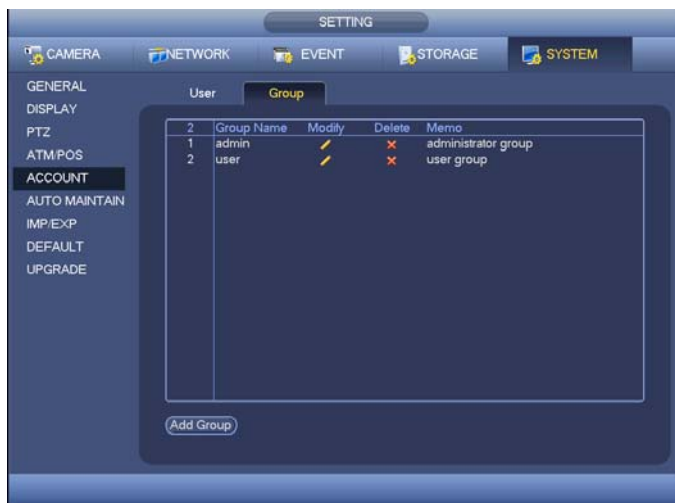 SETTING
CAMERA NETWORK EVENT STORAGE SYSTEM
GENERAL
DISPLAY
PTZ
ATM/POS
ACCOUNT
AUTO MAINTAIN
IMP/EXP
DEFAULT
UPGRADE
User Group
2 Group Name Modify Delete Memo
1 admin administrator group
2 user user group
Add Group